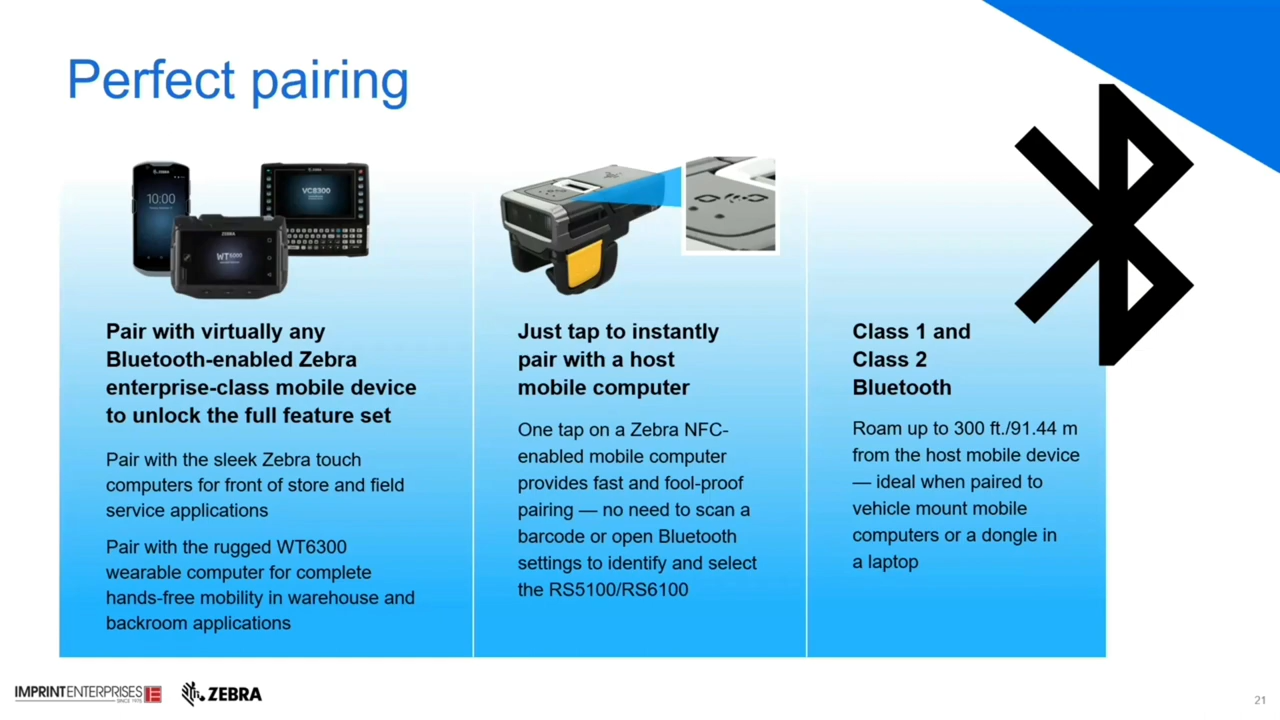 Perfect pairing
10:00
ZEBRA
VC8300
ZEBRA
WT6000
Pair with virtually any
Bluetooth-enabled Zebra
enterprise-class mobile device
to unlock the full feature set
Pair with the sleek Zebra touch
computers for front of store and field
service applications
Pair with the rugged WT6300
wearable computer for complete
hands-free mobility in warehouse and
backroom applications
Just tap to instantly
pair with a host
mobile computer
One tap on a Zebra NFC-
enabled mobile computer
provides fast and fool-proof
pairing — no need to scan a
barcode or open Bluetooth
settings to identify and select
the RS5100/RS6100
Class 1 and
Class 2
Bluetooth
Roam up to 300 ft./91.44 m
from the host mobile device
— ideal when paired to
vehicle mount mobile
computers or a dongle in
a laptop
IMPRINT ENTERPRISES
SINCE 1970
ZEBRA
21